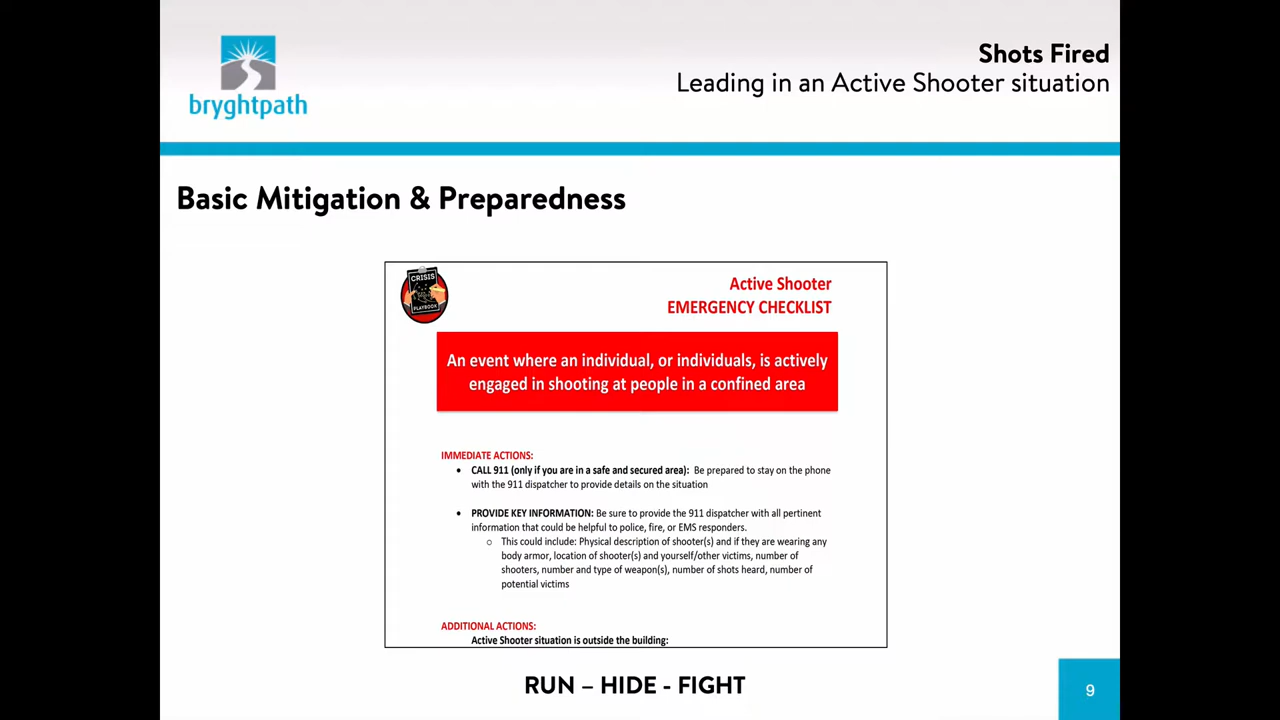 bryghtpath
Shots Fired
Leading in an Active Shooter situation
Basic Mitigation & Preparedness
CRISIS
PLAYBOOK
Active Shooter
EMERGENCY CHECKLIST
An event where an individual, or individuals, is actively
engaged in shooting at people in a confined area
IMMEDIATE ACTIONS:
• CALL 911 (only if you are in a safe and secured area): Be prepared to stay on the phone
with the 911 dispatcher to provide details on the situation
• PROVIDE KEY INFORMATION: Be sure to provide the 911 dispatcher with all pertinent
information that could be helpful to police, fire, or EMS responders.
o This could include: Physical description of shooter(s) and if they are wearing any
body armor, location of shooter(s) and yourself/other victims, number of
shooters, number and type of weapon(s), number of shots heard, number of
potential victims
ADDITIONAL ACTIONS:
Active Shooter situation is outside the building:
RUN – HIDE - FIGHT
9